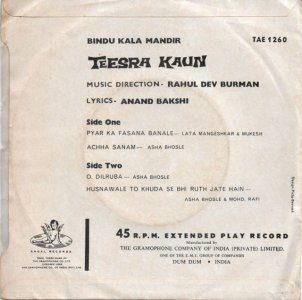 BINDU KALA MANDIR
TAE 1260
TEESRA KAUN
MUSIC DIRECTION - RAHUL DEV BURMAN
LYRICS- ANAND BAKSHI
Side One
PYAR KA FASANA BANALE— LATA MANGESHKAR & MUKESH
ACHHA SANAM— ASHA BHOSLE
Side Two
O. DILRUBA - ASHA BHOSLE
HUSNAWALE TO KHUDA SE BHI RUTH JATE HAIN —
ASHA BHOSLE & MOHD. RAFI
ANGEL RECORDS
45 R.P.M. EXTENDED PLAY RECORD
Manufactured by
THE GRAMOPHONE COMPANY OF INDIA (PRIVATE) LIMITED.
ONE OF THE E.M.I. GROUP OF COMPANIES
DUM DUM • INDIA